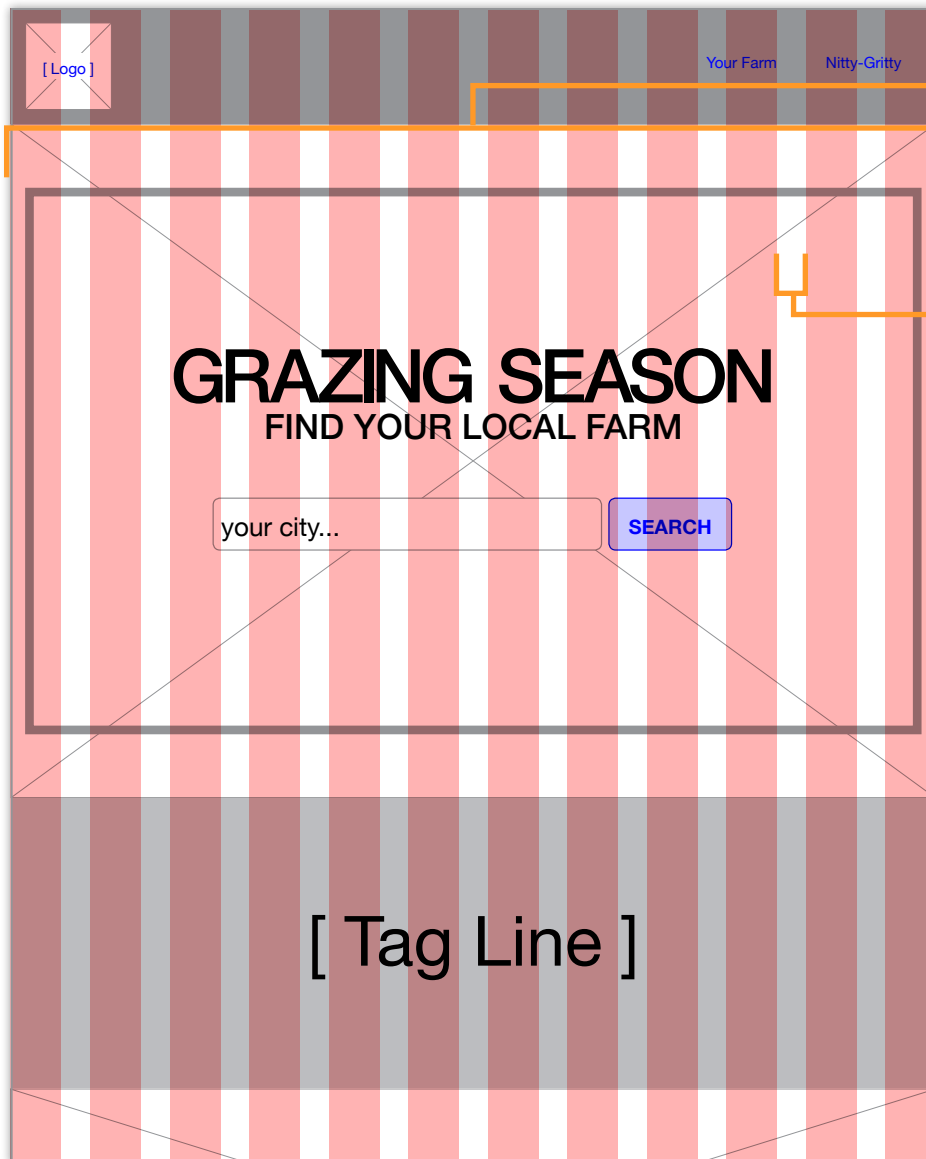 [ Logo ]
Your Farm
Nitty-Gritty
GRAZING SEASON
FIND YOUR LOCAL FARM
your city...
SEARCH
[ Tag Line ]